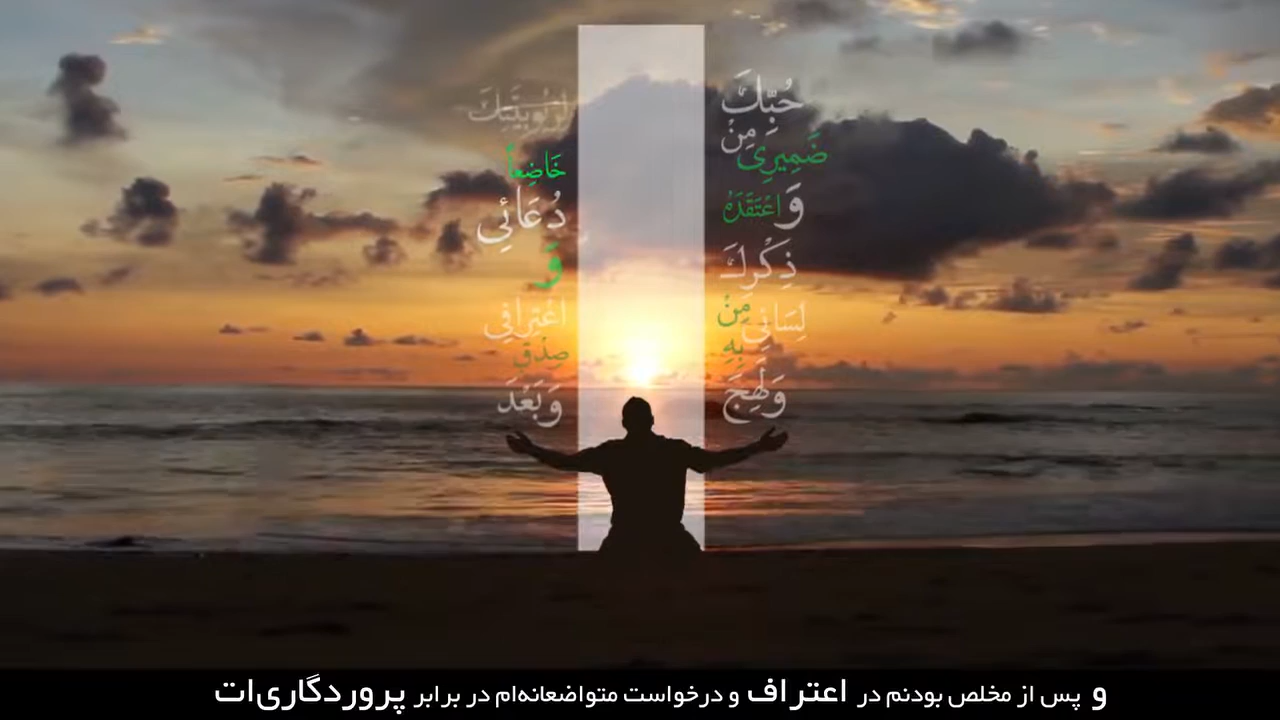 وَلَهِجَ
بِهِ
لِسَانِي
مِنْ
ذِكْرِكَ
وَ اعْتَقَدَهُ
ضَمِيرِي
مِنْ
حُبِّكَ
وَبَعْدَ
صِدْقِ
اعْتِرَافِي
وَ
دُعَائِي
خَاضِعاً
لِرُبُوبِيَّتِكَ
و پس از مخلص بودنم در اعتراف و درخواست متواضعانه‌ام در برابر پروردگاری‌ات